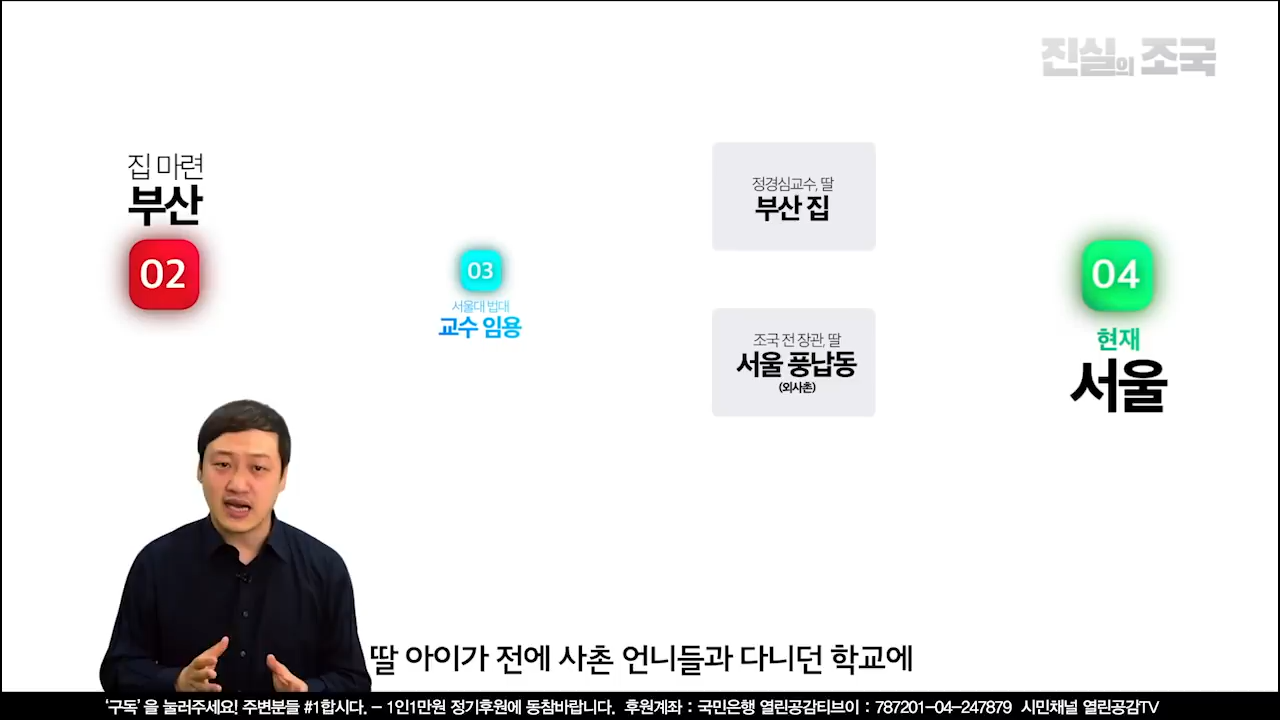 진실의 조국
집 마련
부산
02
03
서울대 법대
교수 임용
정경심교수, 딸
부산 집
조국 전 장관, 딸
서울 풍납동
(외사촌)
04
현재
서울
딸 아이가 전에 사촌 언니들과 다니던 학교에
'구독' 을 눌러주세요! 주변분들 #1합시다. - 1인1만원 정기후원에 동참바랍니다. 후원계좌 : 국민은행 열린공감티브이 : 787201-04-247879 시민채널 열린공감TV